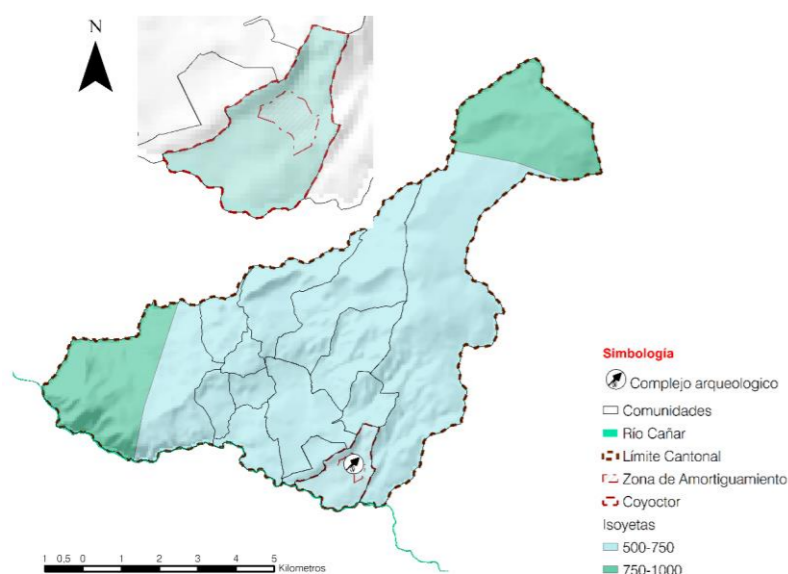 N
Simbología
Complejo arqueologico
Comunidades
Río Cañar
Límite Cantonal
Zona de Amortiguamiento
Coyoctor
Isoyetas
500-750
750-1000
1 0,5 0 1 2 3 4 5
Kilometros